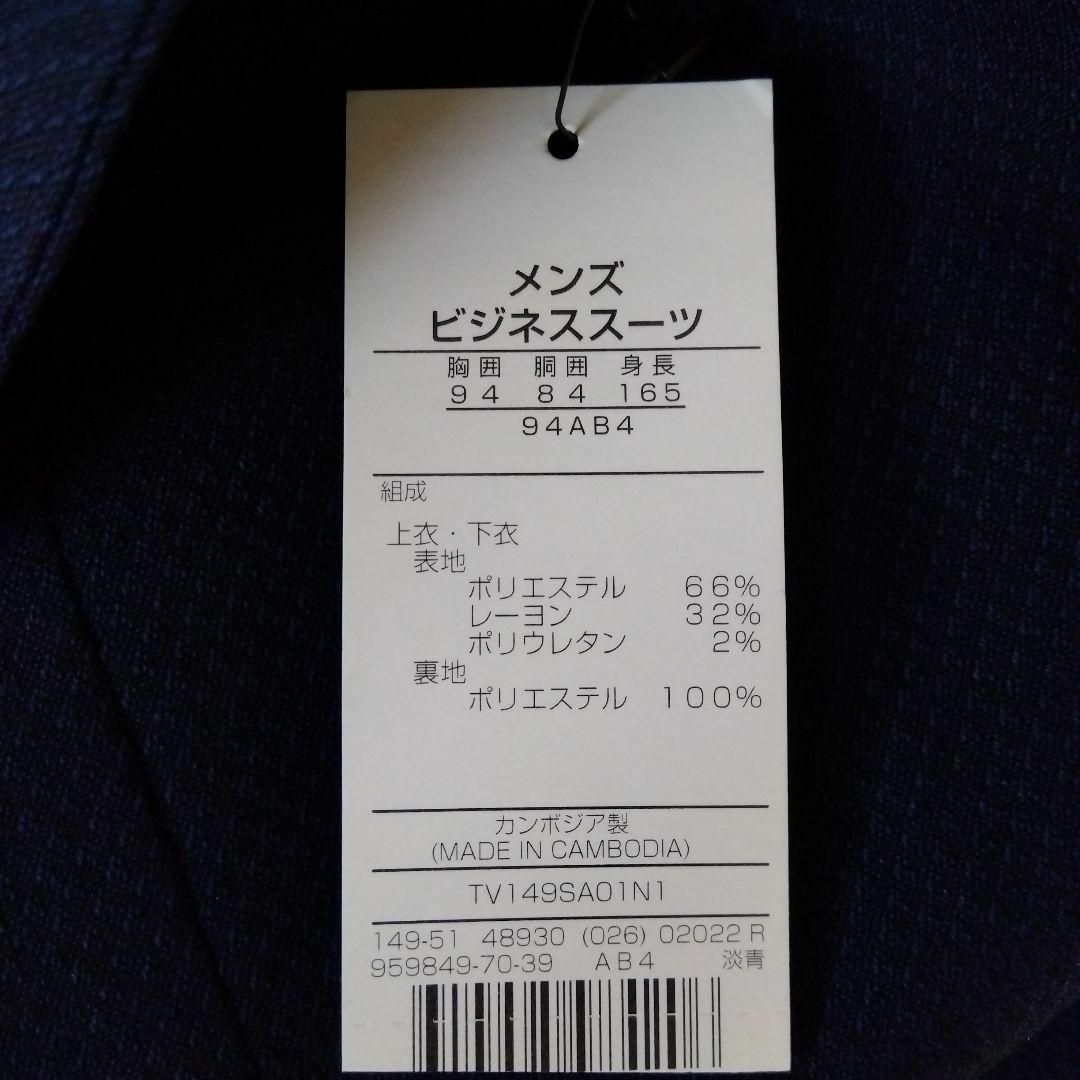 メンズ
ビジネススーツ
胸囲 胴囲 身長
94 84 165
94AB4
組成
上衣・下衣
表地
ポリエステル 66%
レーヨン 32%
ポリウレタン 2%
裏地
ポリエステル 100%
カンボジア製
(MADE IN CAMBODIA)
TV149SA01N1
149-51 48930 (026) 02022 R
959849-70-39 AB4 淡青